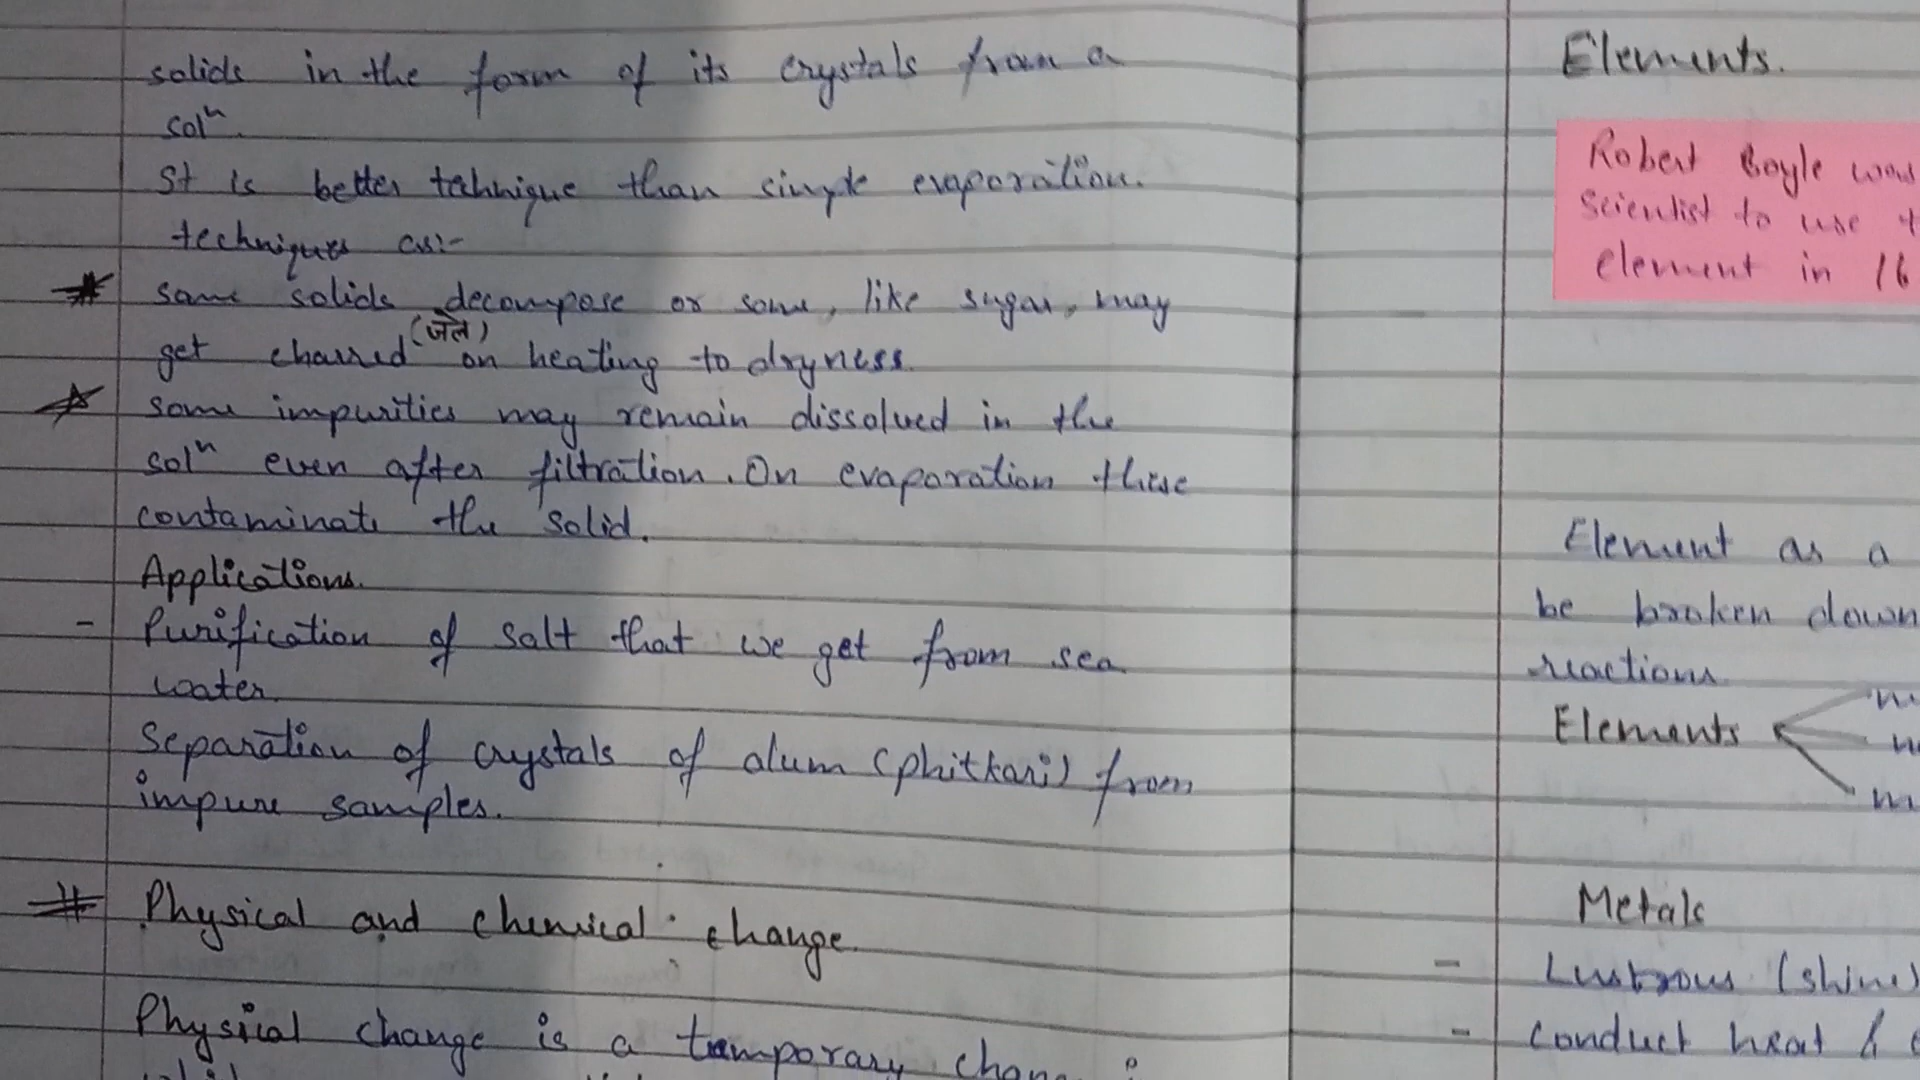 solids in the form of its crystals from a
solⁿ.
It is better tehnique than simple evaporation.
techniques as:-
some solids decompose or some, like sugar, may
get charred (जले) on heating to dryness.
some impurities may remain dissolved in the
solⁿ even after filtration. On evaporation these
contaminate the solid.
Applications.
- Purification of salt that we get from sea
water.
Separation of crystals of alum (phitkari) from
impure samples.
# Physical and chemical change.
Physical change is a temporary
Elements.
Robert Boyle was
scientist to use
element in 16
Element as a
be broken down
reactions
Elements
Metals
- Lustrous (shine)
- conduct heat &